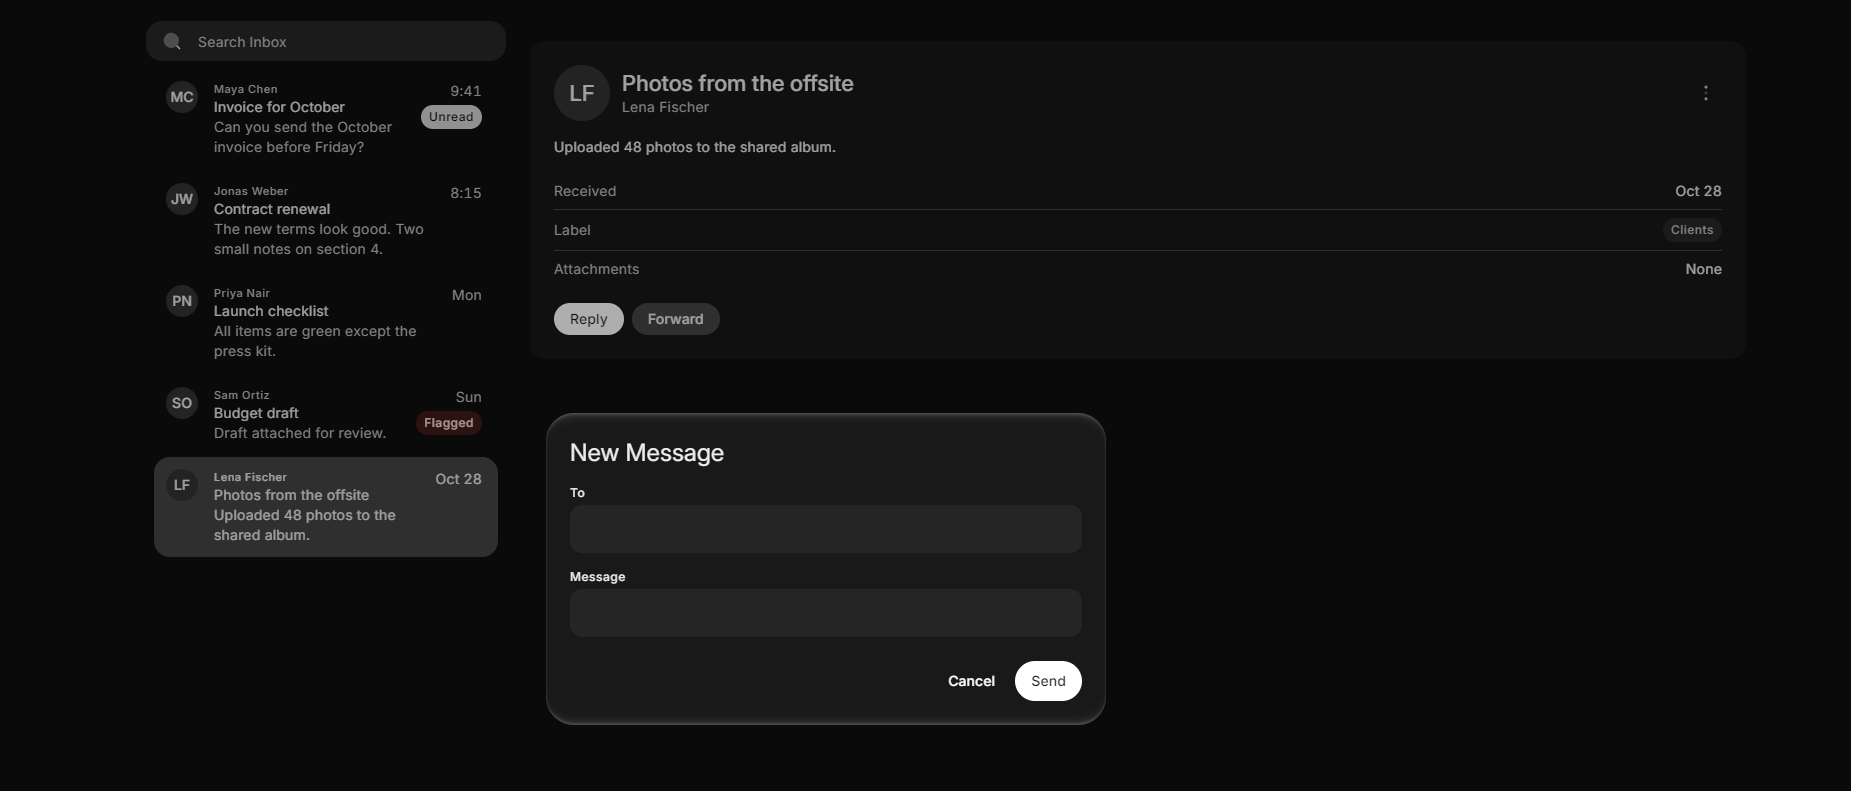 Search Inbox
MC
Maya Chen
9:41
Invoice for October
Unread
Can you send the October
invoice before Friday?
JW
Jonas Weber
8:15
Contract renewal
The new terms look good. Two
small notes on section 4.
PN
Priya Nair
Mon
Launch checklist
All items are green except the
press kit.
SO
Sam Ortiz
Sun
Budget draft
Flagged
Draft attached for review.
LF
Lena Fischer
Oct 28
Photos from the offsite
Uploaded 48 photos to the
shared album.
LF
Photos from the offsite
Lena Fischer
Uploaded 48 photos to the shared album.
Received Oct 28
Label Clients
Attachments None
Reply Forward
New Message
To
Message
Cancel Send